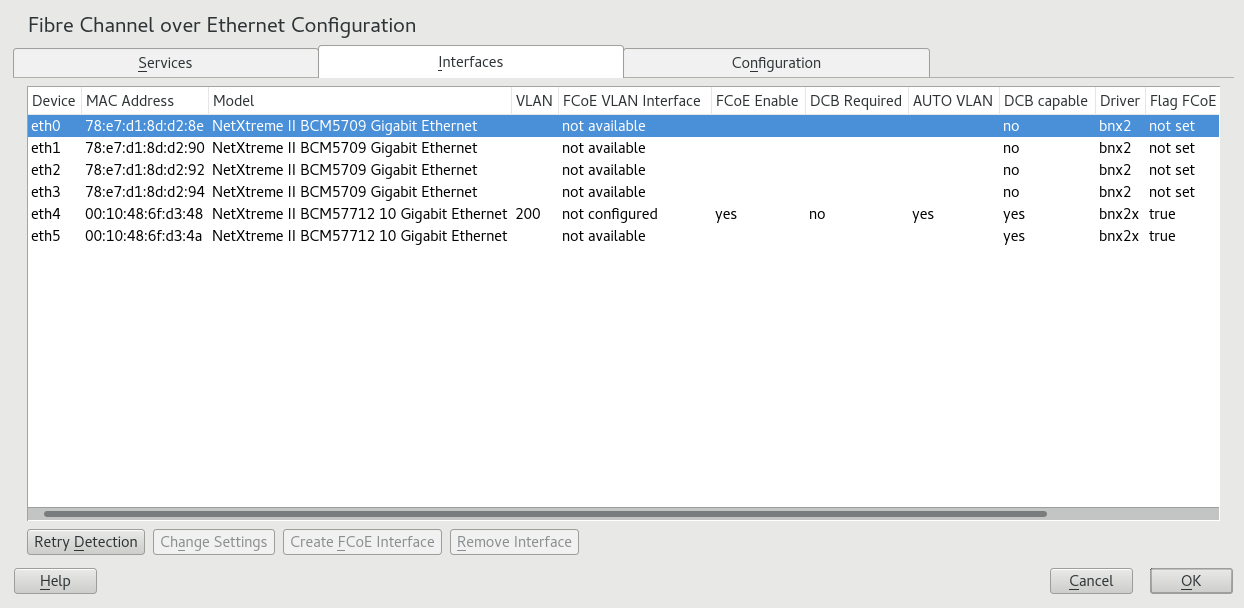 Fibre Channel over Ethernet Configuration
Services Interfaces Configuration
Device MAC Address Model VLAN FCoE VLAN Interface FCoE Enable DCB Required AUTO VLAN DCB capable Driver Flag FCoE
eth0 78:e7:d1:8d:d2:8e NetXtreme II BCM5709 Gigabit Ethernet not available no bnx2 not set
eth1 78:e7:d1:8d:d2:90 NetXtreme II BCM5709 Gigabit Ethernet not available no bnx2 not set
eth2 78:e7:d1:8d:d2:92 NetXtreme II BCM5709 Gigabit Ethernet not available no bnx2 not set
eth3 78:e7:d1:8d:d2:94 NetXtreme II BCM5709 Gigabit Ethernet not available no bnx2 not set
eth4 00:10:48:6f:d3:48 NetXtreme II BCM57712 10 Gigabit Ethernet 200 not configured yes no yes yes bnx2x true
eth5 00:10:48:6f:d3:4a NetXtreme II BCM57712 10 Gigabit Ethernet not available yes bnx2x true
Retry Detection Change Settings Create FCoE Interface Remove Interface
Help Cancel OK